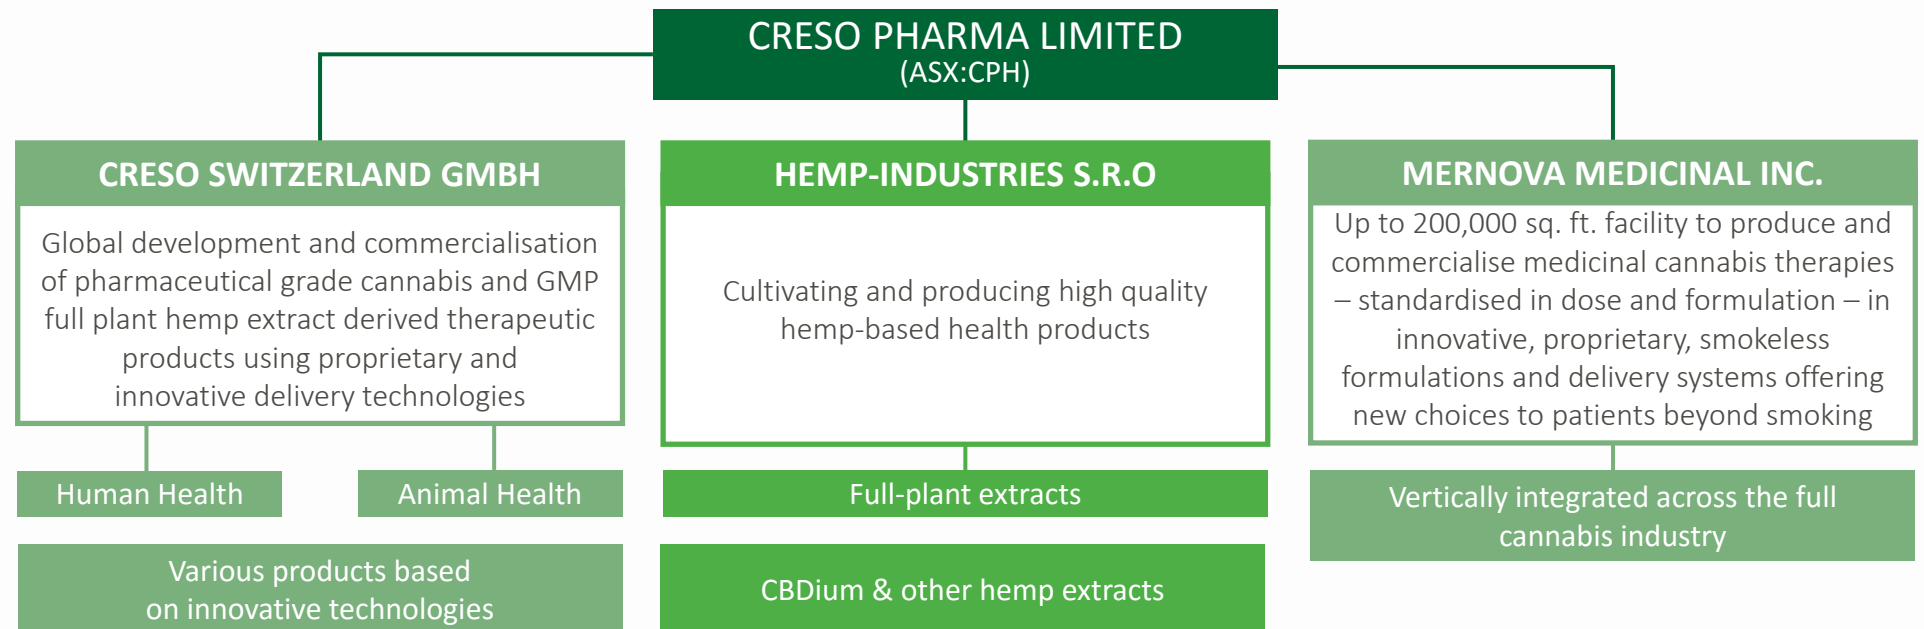 CRESO PHARMA LIMITED
(ASX:CPH)
CRESO SWITZERLAND GMBH
Global development and commercialisation
of pharmaceutical grade cannabis and GMP
full plant hemp extract derived therapeutic
products using proprietary and
innovative delivery technologies
Human Health
Animal Health
Various products based
on innovative technologies
HEMP-INDUSTRIES S.R.O
Cultivating and producing high quality
hemp-based health products
Full-plant extracts
CBDium & other hemp extracts
MERNOVA MEDICINAL INC.
Up to 200,000 sq. ft. facility to produce and
commercialise medicinal cannabis therapies
– standardised in dose and formulation – in
innovative, proprietary, smokeless
formulations and delivery systems offering
new choices to patients beyond smoking
Vertically integrated across the full
cannabis industry